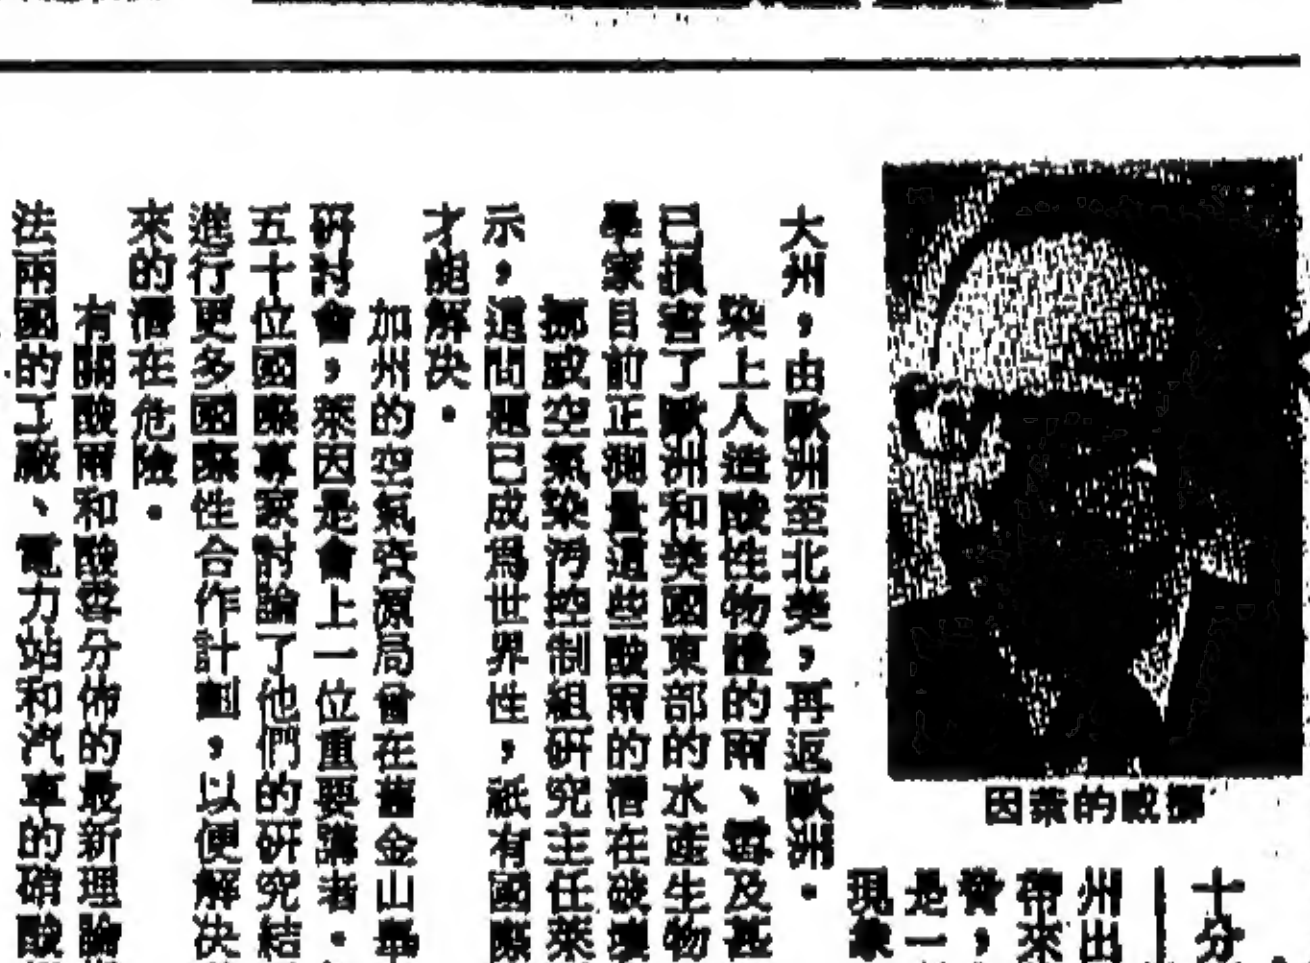 挪威的萊因
十分
州出
帶來
是一
現象
大州，由歐洲至北美，再返歐洲。
染上人造酸性物體的雨、霧及甚
已損害了歐洲和美國東部的水產生物
學家目前正測量這些酸雨的潛在破壞
挪威空氣染污控制組研究主任萊
示，這問題已成爲世界性，祇有國際
才能解決。
加州的空氣資源局曾在舊金山舉
研討會，萊因是會上一位重要講者。
五十位國際專家討論了他們的研究結
進行更多國際性合作計劃，以便解決
來的潛在危險。
有關酸雨和酸雲分佈的最新理論
法兩國的工廠、電力站和汽車的硝酸